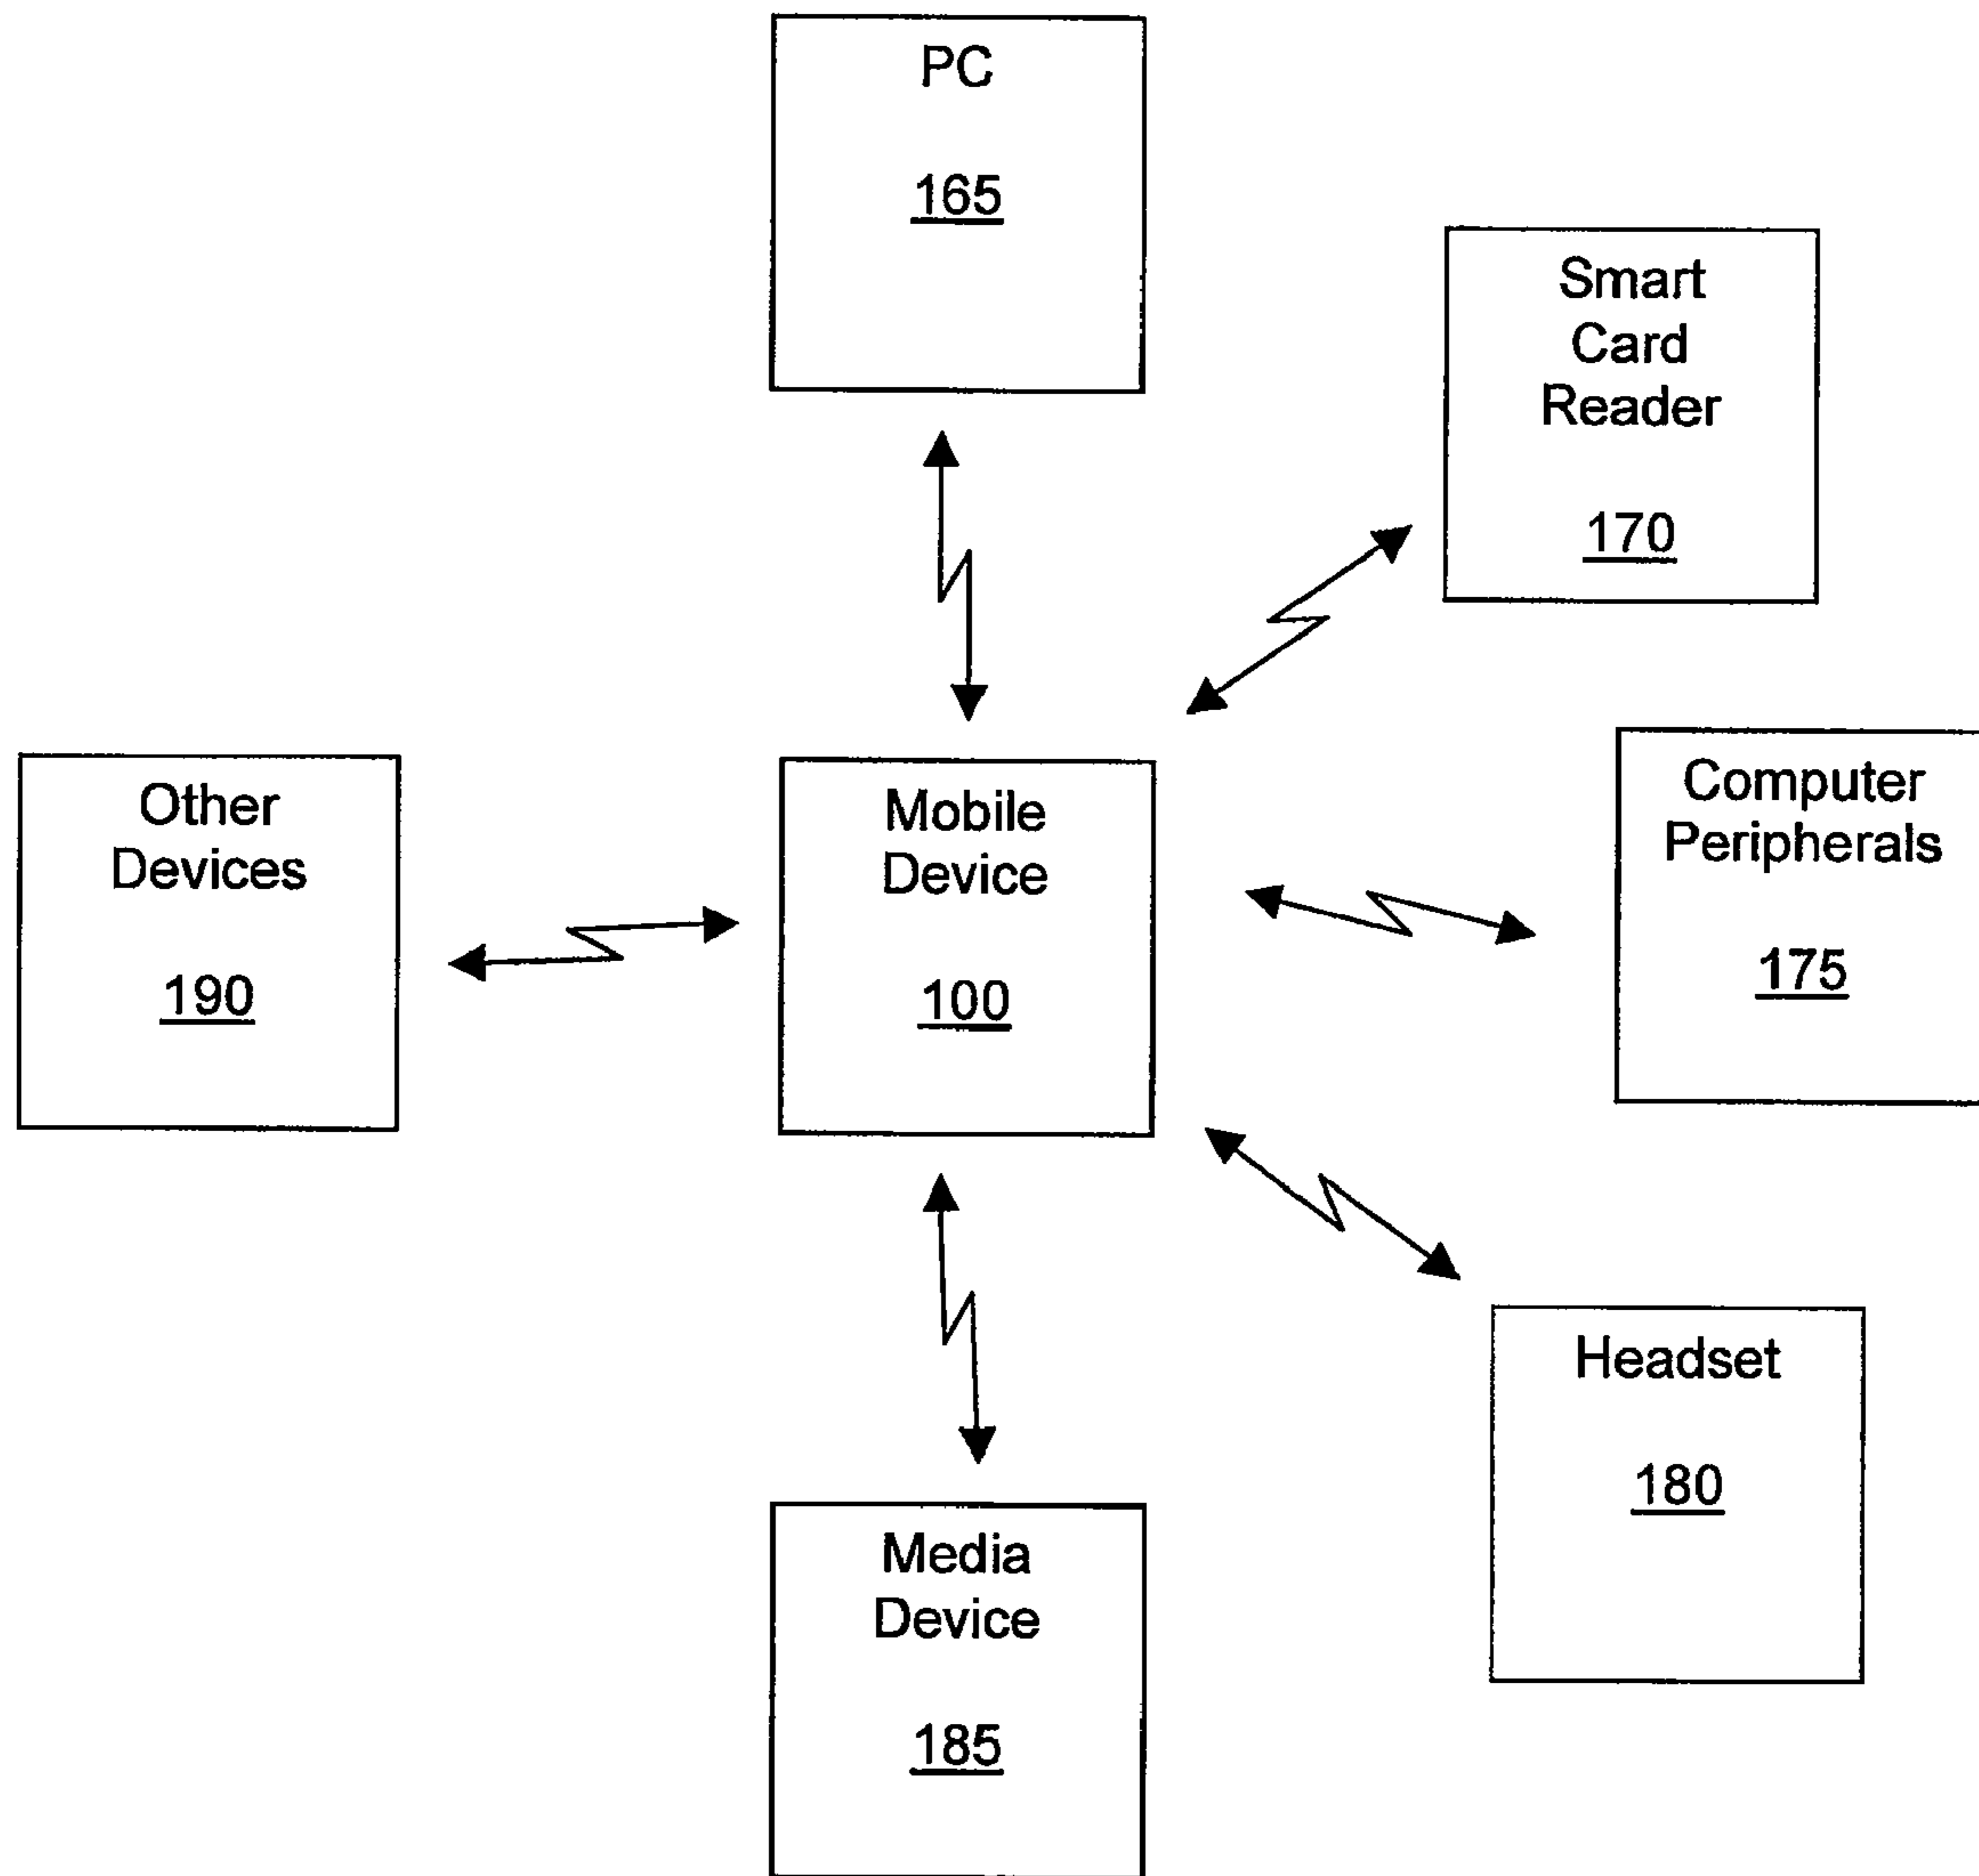 PC
165
Smart
Card
Reader
170
Other
Devices
190
Mobile
Device
100
Computer
Peripherals
175
Headset
180
Media
Device
185